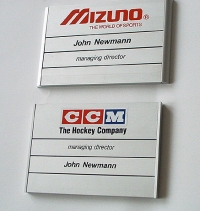 MIZUNO®
THE WORLD OF SPORTS
John Newmann
managing director
CCM
The Hockey Company
managing director
John Newmann